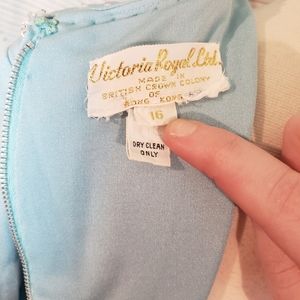 Victoria Royal Ltd.
MADE IN
BRITISH CROWN COLONY
OF
HONG KONG
16
DRY CLEAN
ONLY